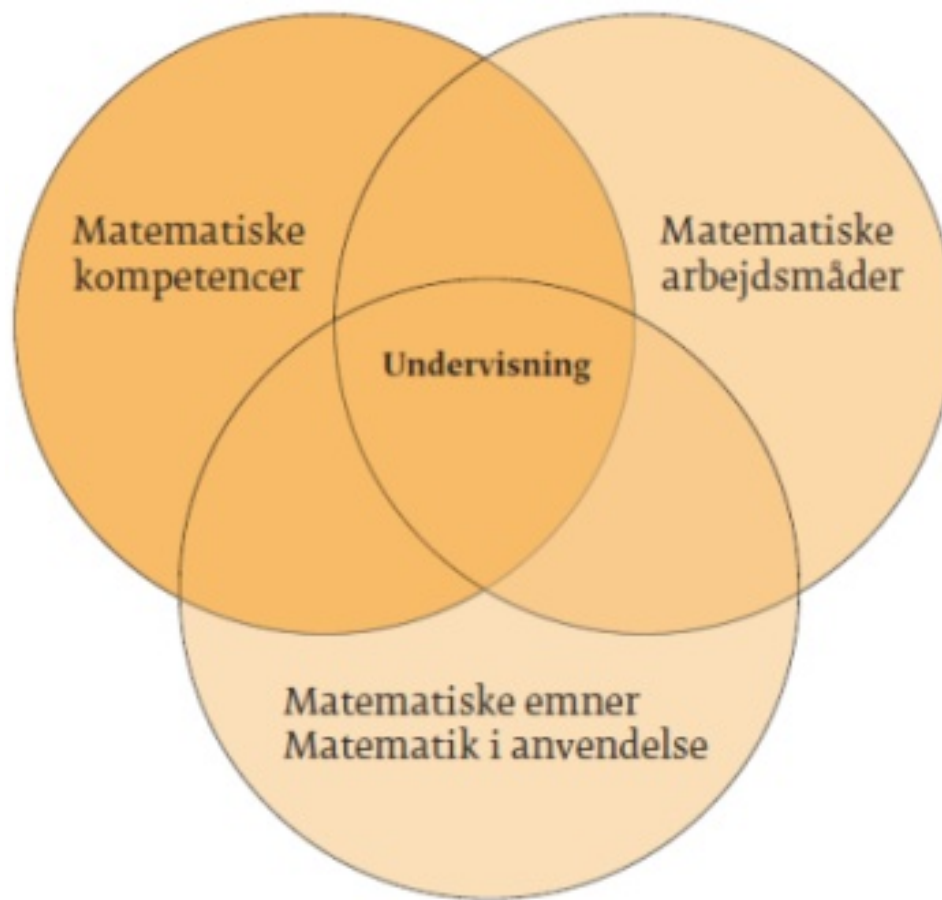 Matematiske
kompetencer
Matematiske
arbejdsmåder
Undervisning
Matematiske emner
Matematik i anvendelse